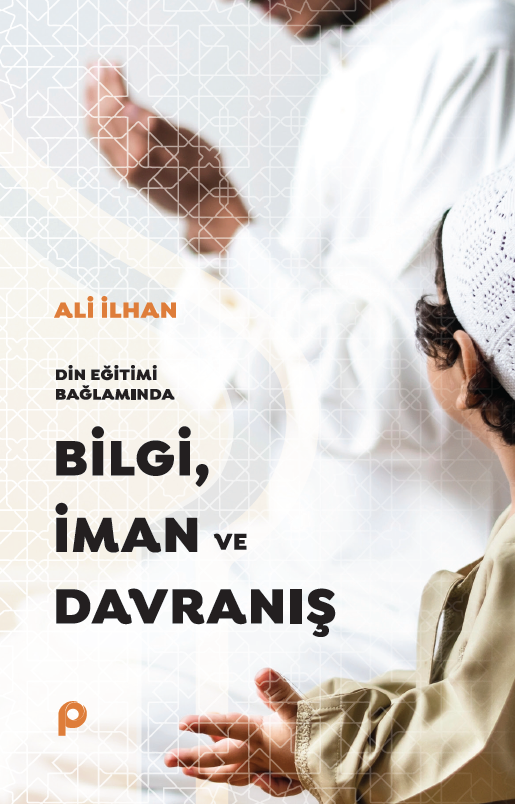 ALİ İLHAN
DİN EĞİTİMİ
BAĞLAMINDA
BİLGİ,
İMAN VE
DAVRANIŞ
p